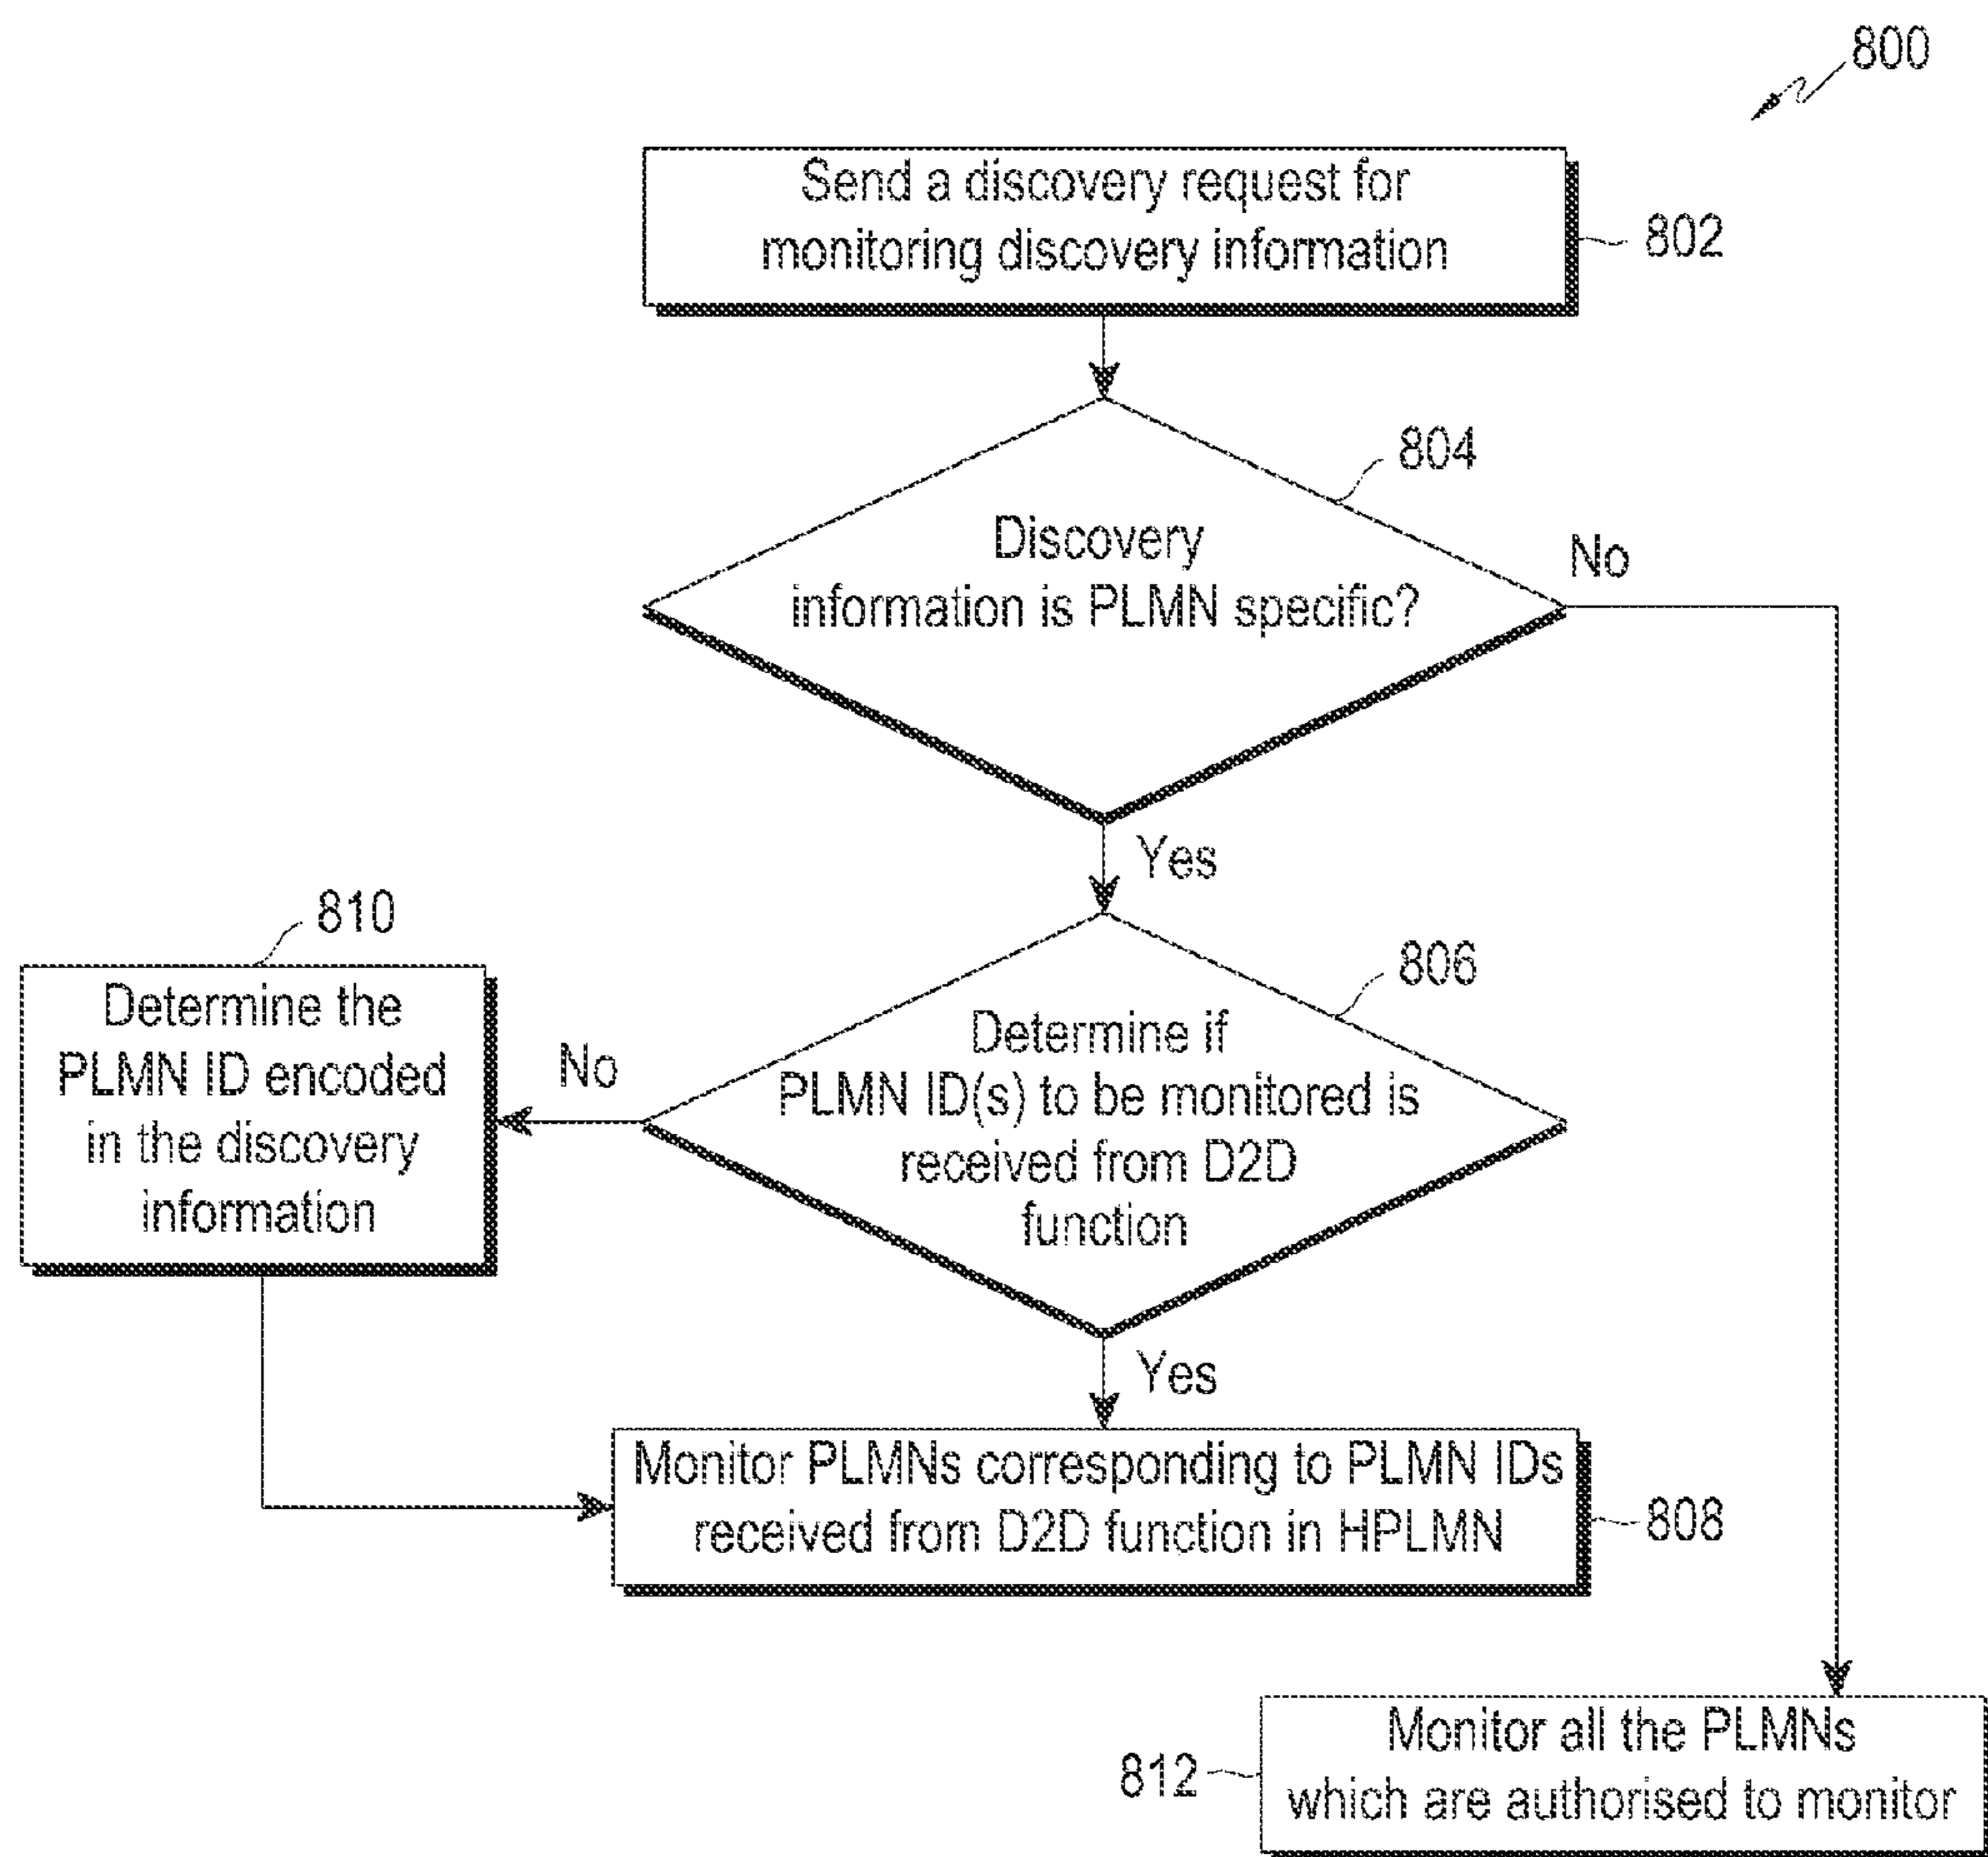 800
Send a discovery request for
monitoring discovery information
802
804
Discovery
information is PLMN specific?
No
Yes
810
Determine the
PLMN ID encoded
in the discovery
information
No
806
Determine if
PLMN ID(s) to be monitored is
received from D2D
function
Yes
Monitor PLMNs corresponding to PLMN IDs
received from D2D function in HPLMN
808
812
Monitor all the PLMNs
which are authorised to monitor